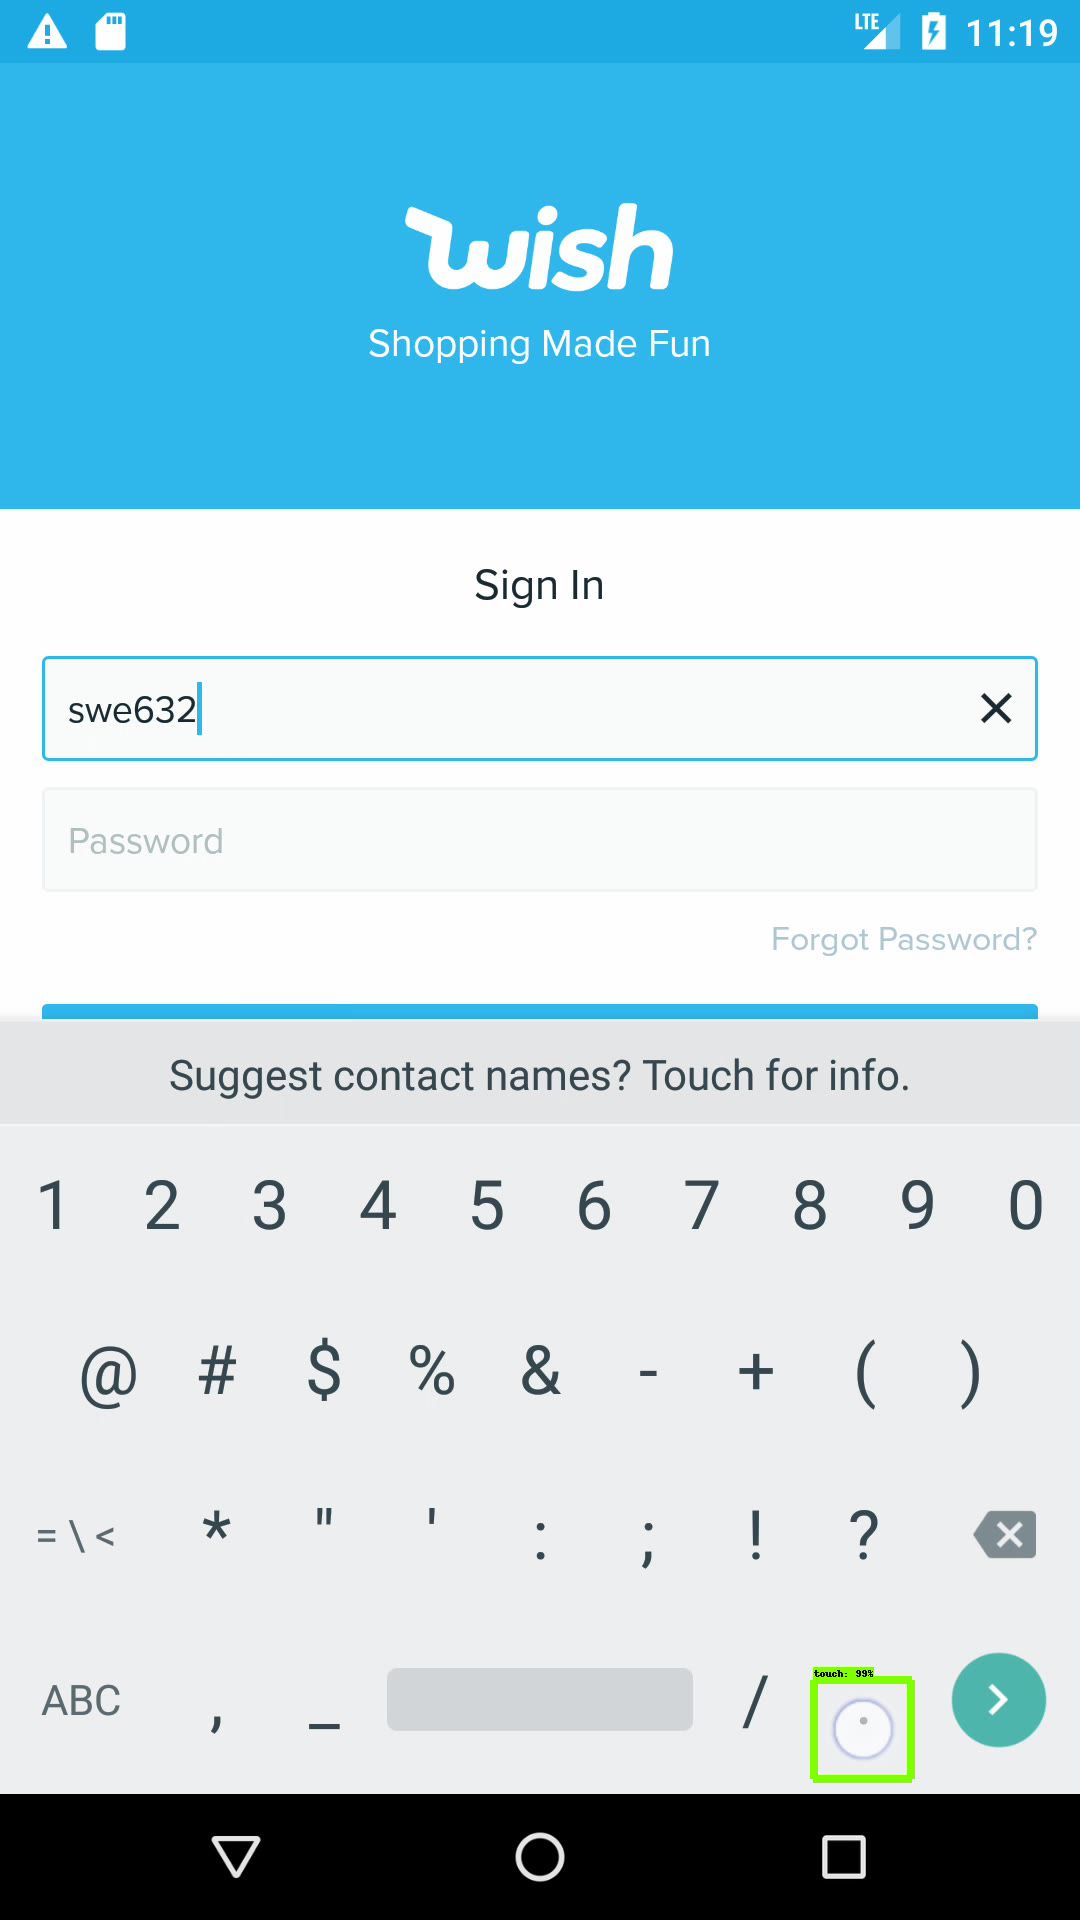 LTE 11:19
wish
Shopping Made Fun
Sign In
swe632
Password
Forgot Password?
Suggest contact names? Touch for info.
1 2 3 4 5 6 7 8 9 0
@ # $ % & - + ( )
= \ < * " ' : ; ! ?
touch: 99%
ABC , _ / .